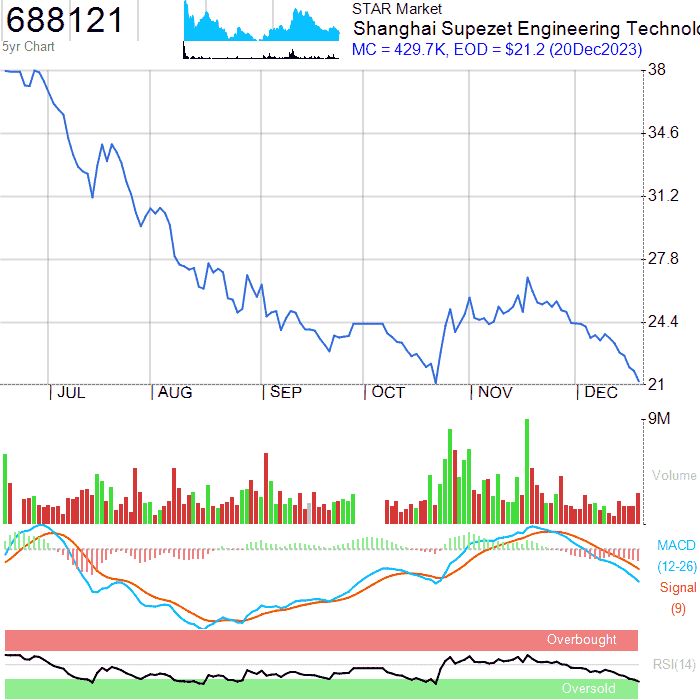 688121
5yr Chart
STAR Market
Shanghai Supezet Engineering Technolo
MC = 429.7K, EOD = $21.2 (20Dec2023)
38
34.6
31.2
27.8
24.4
21
JUL AUG SEP OCT NOV DEC
9M
Volume
MACD
(12-26)
Signal
(9)
Overbought
RSI(14)
Oversold